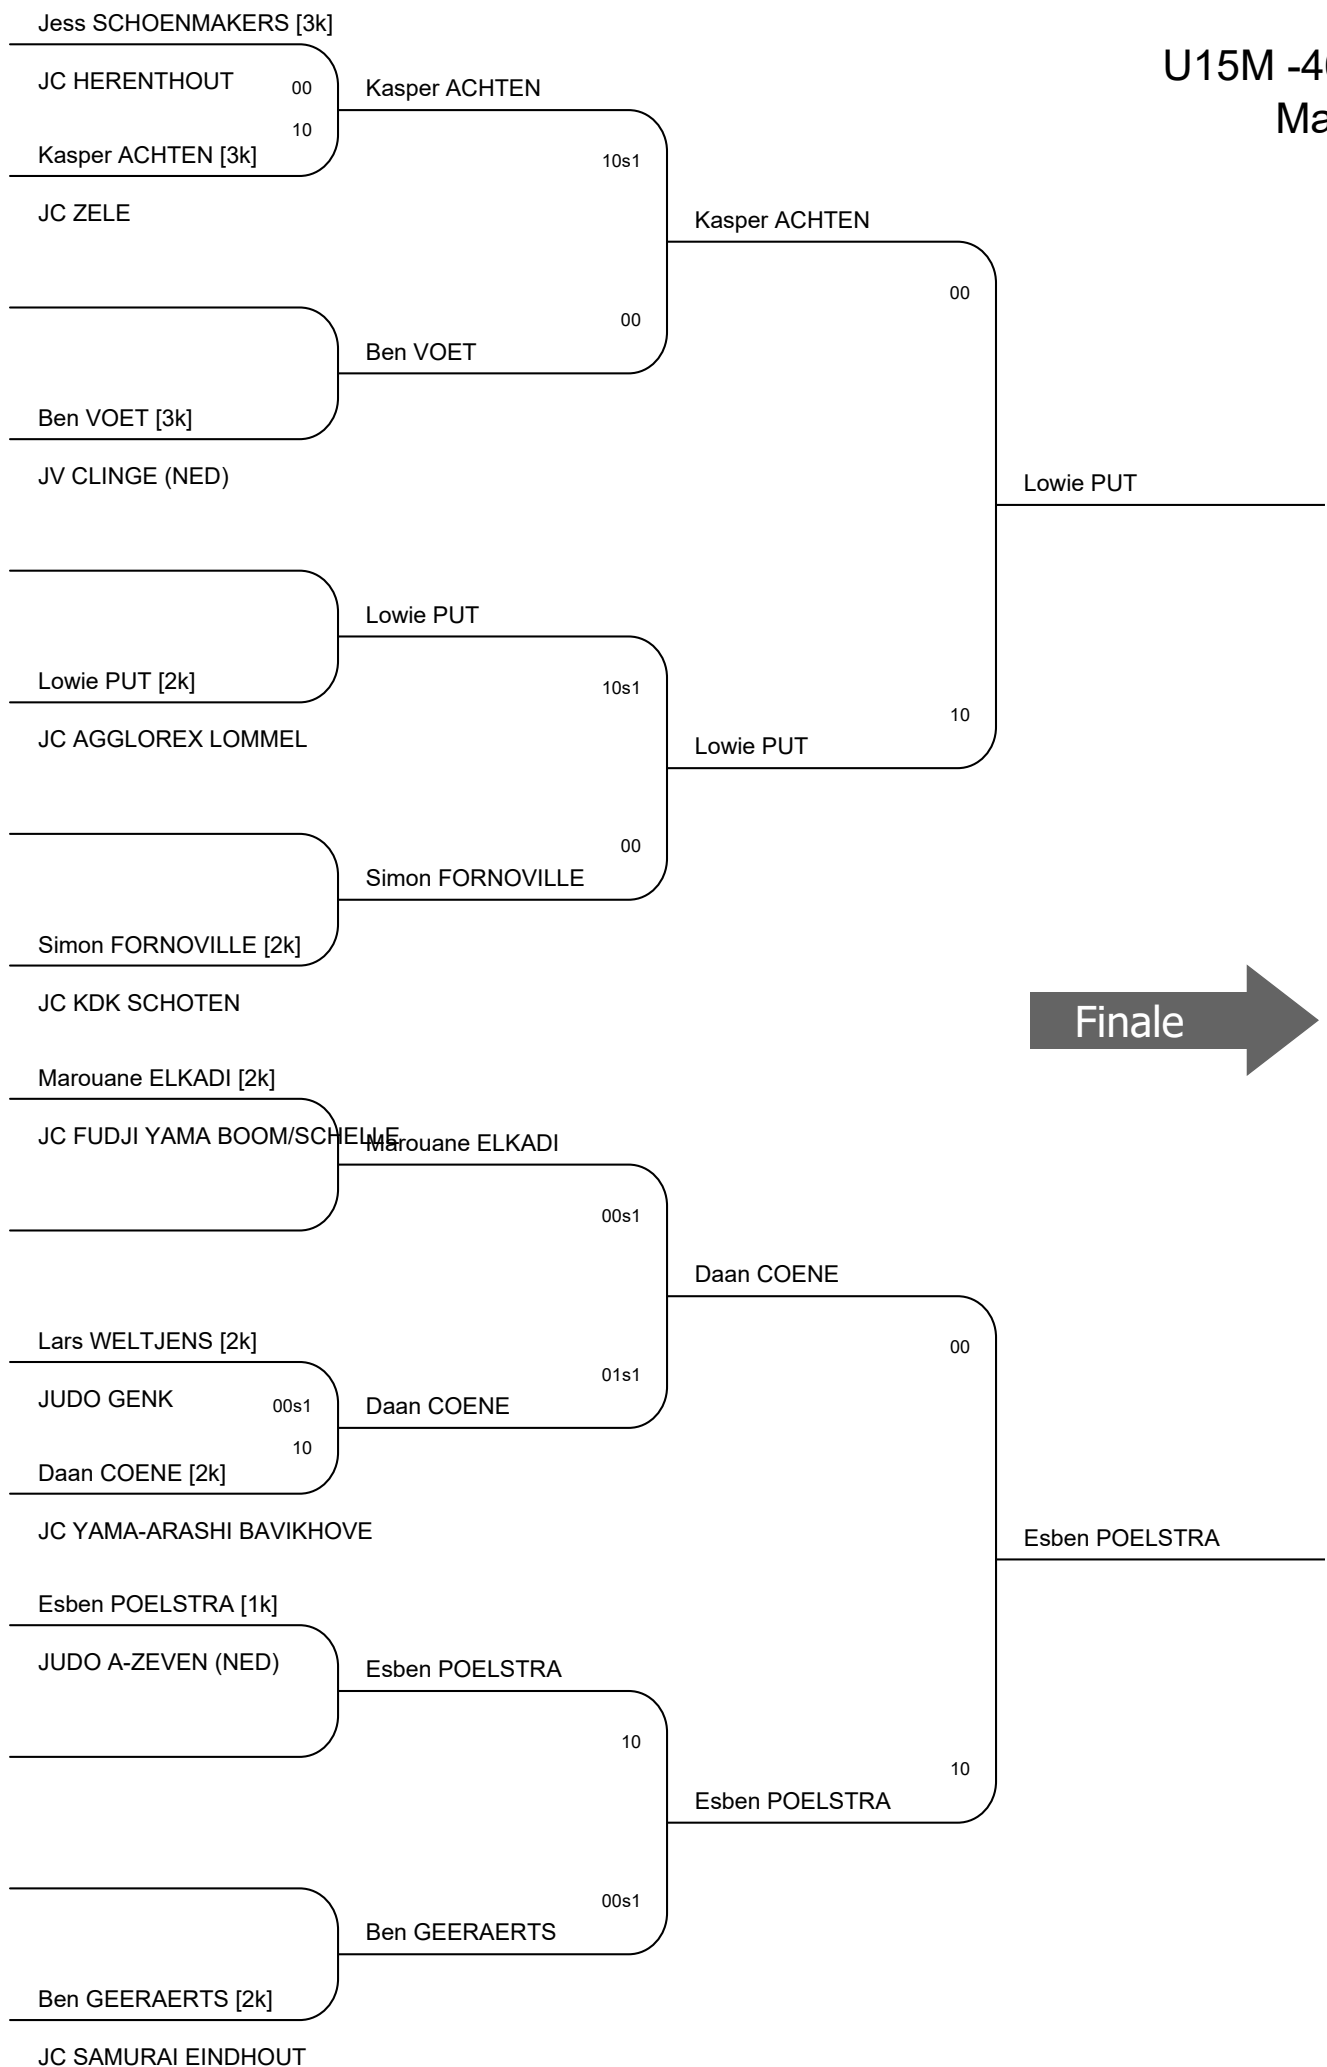 Jess SCHOENMAKERS [3k]
U15M -4
JC HERENTHOUT
00
Kasper ACHTEN
Ma
10
Kasper ACHTEN [3k]
10s1
JC ZELE
Kasper ACHTEN
00
00
Ben VOET
Ben VOET [3k]
JV CLINGE (NED)
Lowie PUT
Lowie PUT
Lowie PUT [2k]
10s1
10
JC AGGLOREX LOMMEL
Lowie PUT
00
Simon FORNOVILLE
Simon FORNOVILLE [2k]
JC KDK SCHOTEN
Finale
Marouane ELKADI [2k]
JC FUDJI YAMA BOOM/SCHELLE
Marouane ELKADI
00s1
Daan COENE
Lars WELTJENS [2k]
00
01s1
JUDO GENK
00s1
Daan COENE
10
Daan COENE [2k]
JC YAMA-ARASHI BAVIKHOVE
Esben POELSTRA
Esben POELSTRA [1k]
JUDO A-ZEVEN (NED)
Esben POELSTRA
10
10
Esben POELSTRA
00s1
Ben GEERAERTS
Ben GEERAERTS [2k]
JC SAMURAI EINDHOUT